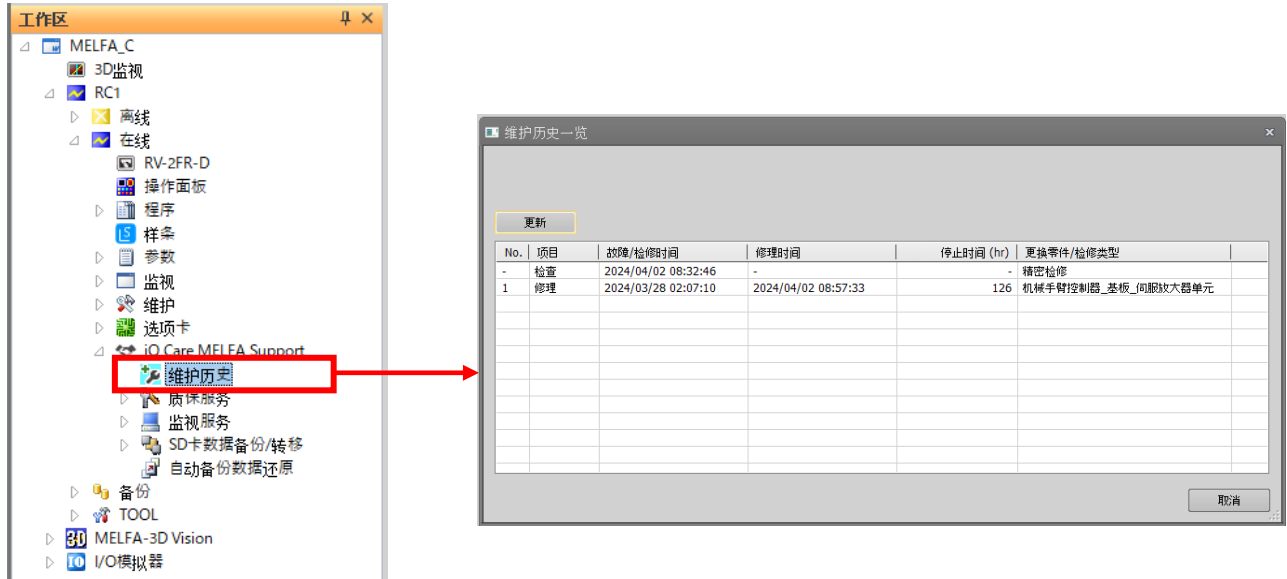 工作区
MELFA_C
3D监视
RC1
离线
在线
RV-2FR-D
操作面板
程序
样条
参数
监视
维护
选项卡
iQ Care MELFA Support
维护历史
质保服务
监视服务
SD卡数据备份/转移
自动备份数据还原
备份
TOOL
MELFA-3D Vision
I/O模拟器
维护历史一览
更新
No. 项目 故障/检修时间 修理时间 停止时间 (hr) 更换零件/检修类型
- 检查 2024/04/02 08:32:46 - - 精密检修
1 修理 2024/03/28 02:07:10 2024/04/02 08:57:33 126 机械手臂控制器_基板_伺服放大器单元
取消